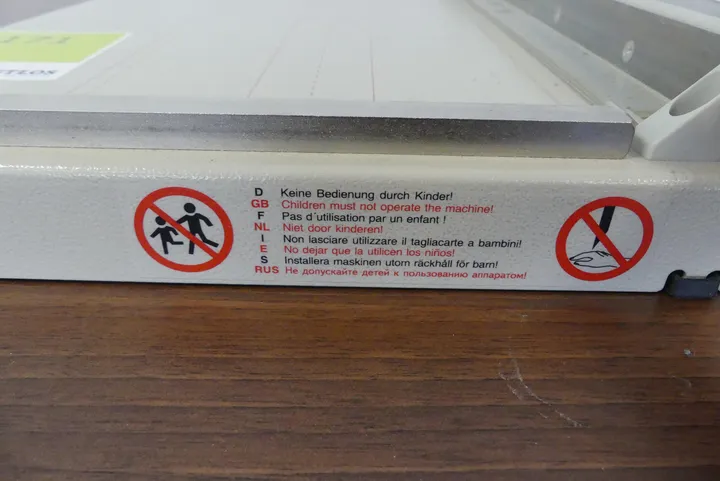 171
D Keine Bedienung durch Kinder!
GB Children must not operate the machine!
F Pas d'utilisation par un enfant !
NL Niet door kinderen!
I Non lasciare utilizzare il tagliacarte a bambini!
E No dejar que la utilicen los niños!
S Installera maskinen utom räckhåll för barn!
RUS Не допускайте детей к пользованию аппаратом!